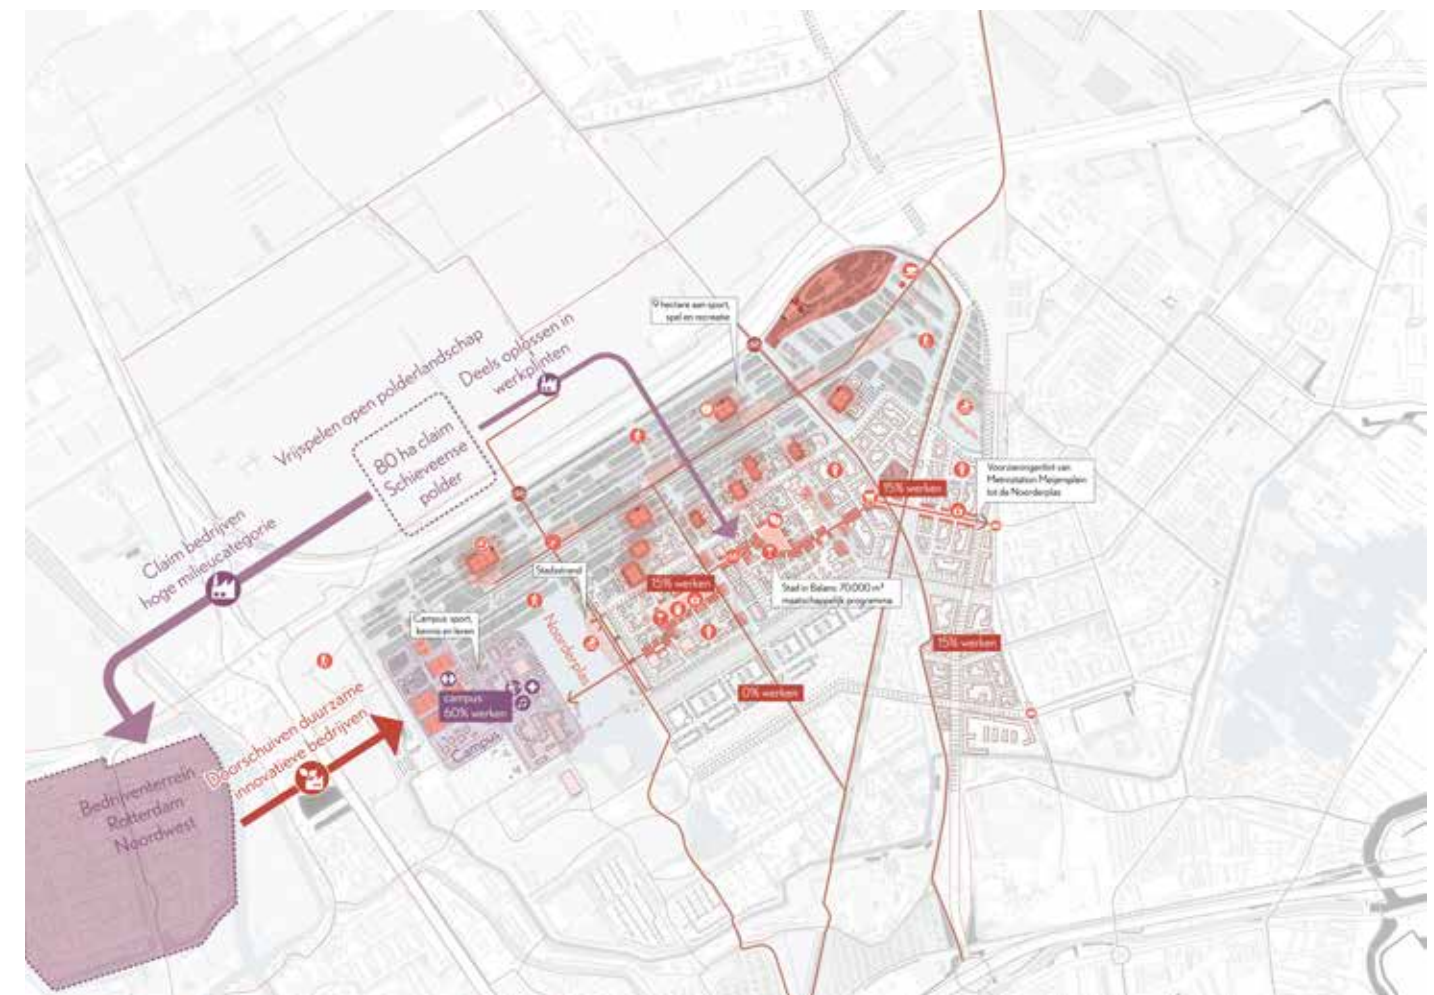 9 hectare aan sport,
spel en recreatie
Vrijspelen open polderlandschap
Deels oplossen in
werkplinten
80 ha claim
Schieveense
polder
Claim bedrijven
hoge milieucategorie
Voorzieningenlint van
Metrostation Meijersplein
tot de Noorderplas
15% werken
Stadsstrand
15% werken
Stad in Balans: 70.000 m²
maatschappelijk programma
Campus sport,
kennis en leren
Noorderplas
15% werken
0% werken
campus
60% werken
Campus
Doorschuiven duurzame
innovatieve bedrijven
Bedrijventerrein
Rotterdam
Noordwest